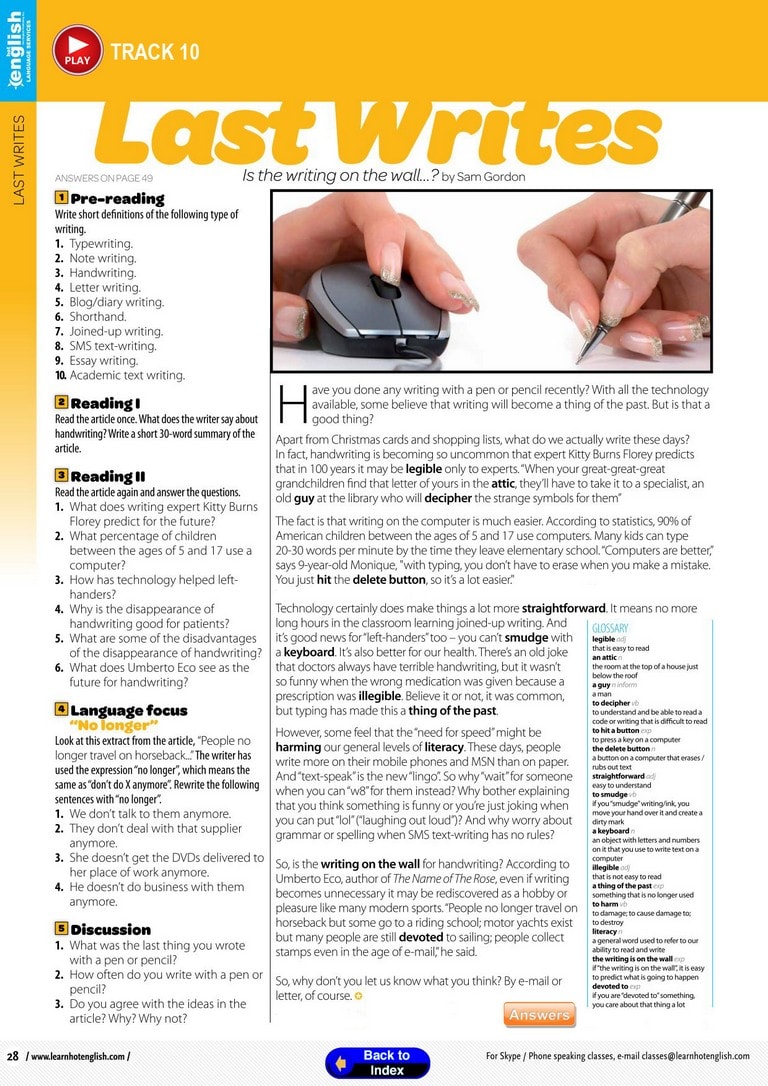 hot
english
LANGUAGE SERVICES
PLAY
TRACK 10
LAST WRITES
Last Writes
ANSWERS ON PAGE 49
Is the writing on the wall...? by Sam Gordon
1 Pre-reading
Write short definitions of the following type of
writing.
1. Typewriting.
2. Note writing.
3. Handwriting.
4. Letter writing.
5. Blog/diary writing.
6. Shorthand.
7. Joined-up writing.
8. SMS text-writing.
9. Essay writing.
10. Academic text writing.
2 Reading I
Read the article once. What does the writer say about
handwriting? Write a short 30-word summary of the
article.
3 Reading II
Read the article again and answer the questions.
1. What does writing expert Kitty Burns
Florey predict for the future?
2. What percentage of children
between the ages of 5 and 17 use a
computer?
3. How has technology helped left-
handers?
4. Why is the disappearance of
handwriting good for patients?
5. What are some of the disadvantages
of the disappearance of handwriting?
6. What does Umberto Eco see as the
future for handwriting?
4 Language focus
"No longer"
Look at this extract from the article, "People no
longer travel on horseback..." The writer has
used the expression "no longer", which means the
same as "don't do X anymore". Rewrite the following
sentences with "no longer".
1. We don't talk to them anymore.
2. They don't deal with that supplier
anymore.
3. She doesn't get the DVDs delivered to
her place of work anymore.
4. He doesn't do business with them
anymore.
5 Discussion
1. What was the last thing you wrote
with a pen or pencil?
2. How often do you write with a pen or
pencil?
3. Do you agree with the ideas in the
article? Why? Why not?
Have you done any writing with a pen or pencil recently? With all the technology
available, some believe that writing will become a thing of the past. But is that a
good thing?
Apart from Christmas cards and shopping lists, what do we actually write these days?
In fact, handwriting is becoming so uncommon that expert Kitty Burns Florey predicts
that in 100 years it may be legible only to experts. "When your great-great-great
grandchildren find that letter of yours in the attic, they'll have to take it to a specialist, an
old guy at the library who will decipher the strange symbols for them"
The fact is that writing on the computer is much easier. According to statistics, 90% of
American children between the ages of 5 and 17 use computers. Many kids can type
20-30 words per minute by the time they leave elementary school. "Computers are better,"
says 9-year-old Monique, "with typing, you don't have to erase when you make a mistake.
You just hit the delete button, so it's a lot easier."
Technology certainly does make things a lot more straightforward. It means no more
long hours in the classroom learning joined-up writing. And
it's good news for "left-handers" too – you can't smudge with
a keyboard. It's also better for our health. There's an old joke
that doctors always have terrible handwriting, but it wasn't
so funny when the wrong medication was given because a
prescription was illegible. Believe it or not, it was common,
but typing has made this a thing of the past.
However, some feel that the "need for speed" might be
harming our general levels of literacy. These days, people
write more on their mobile phones and MSN than on paper.
And "text-speak" is the new "lingo". So why "wait" for someone
when you can "w8" for them instead? Why bother explaining
that you think something is funny or you're just joking when
you can put "lol" ("laughing out loud")? And why worry about
grammar or spelling when SMS text-writing has no rules?
So, is the writing on the wall for handwriting? According to
Umberto Eco, author of The Name of The Rose, even if writing
becomes unnecessary it may be rediscovered as a hobby or
pleasure like many modern sports. "People no longer travel on
horseback but some go to a riding school; motor yachts exist
but many people are still devoted to sailing; people collect
stamps even in the age of e-mail," he said.
So, why don't you let us know what you think? By e-mail or
letter, of course.
GLOSSARY
legible adj
that is easy to read
an attic n
the room at the top of a house just
below the roof
a guy n inform
a man
to decipher vb
to understand and be able to read a
code or writing that is difficult to read
to hit a button exp
to press a key on a computer
the delete button n
a button on a computer that erases /
rubs out text
straightforward adj
easy to understand
to smudge vb
if you "smudge" writing/ink, you
move your hand over it and create a
dirty mark
a keyboard n
an object with letters and numbers
on it that you use to write text on a
computer
illegible adj
that is not easy to read
a thing of the past exp
something that is no longer used
to harm vb
to damage; to cause damage to;
to destroy
literacy n
a general word used to refer to our
ability to read and write
the writing is on the wall exp
if "the writing is on the wall", it is easy
to predict what is going to happen
devoted to exp
if you are "devoted to" something,
you care about that thing a lot
Answers
28 / www.learnhotenglish.com /
Back to
Index
For Skype / Phone speaking classes, e-mail classes@learnhotenglish.com